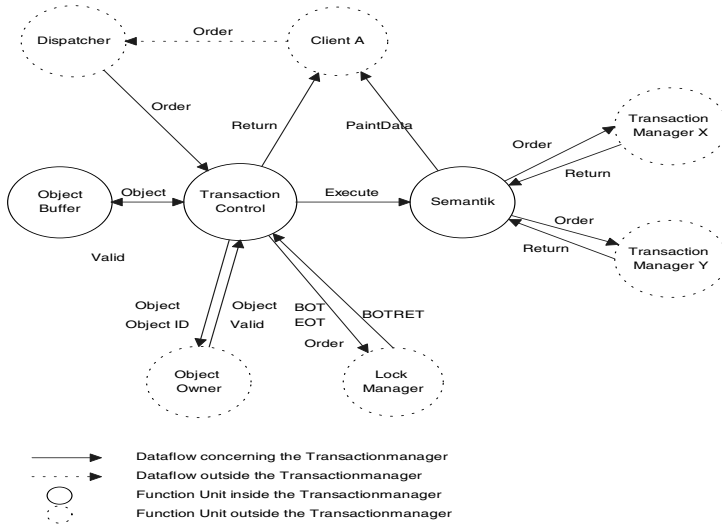 Order
Dispatcher
Client A
Order
Return
PaintData
Transaction
Manager X
Order
Return
Object
Buffer
Object
Transaction
Control
Execute
Semantik
Order
Return
Transaction
Manager Y
Valid
Object
Object ID
Object
Valid
BOT
EOT
Order
BOTRET
Object
Owner
Lock
Manager
Dataflow concerning the Transactionmanager
Dataflow outside the Transactionmanager
Function Unit inside the Transactionmanager
Function Unit outside the Transactionmanager